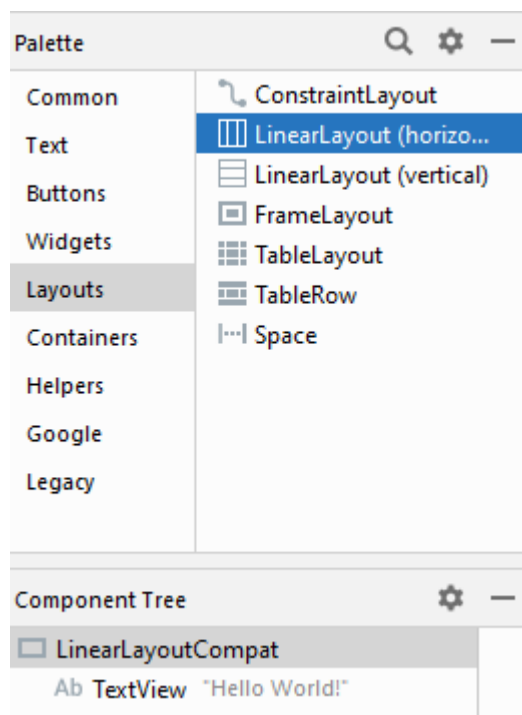 Palette
Common
Text
Buttons
Widgets
Layouts
Containers
Helpers
Google
Legacy
ConstraintLayout
LinearLayout (horizo...
LinearLayout (vertical)
FrameLayout
TableLayout
TableRow
Space
Component Tree
LinearLayoutCompat
Ab TextView "Hello World!"